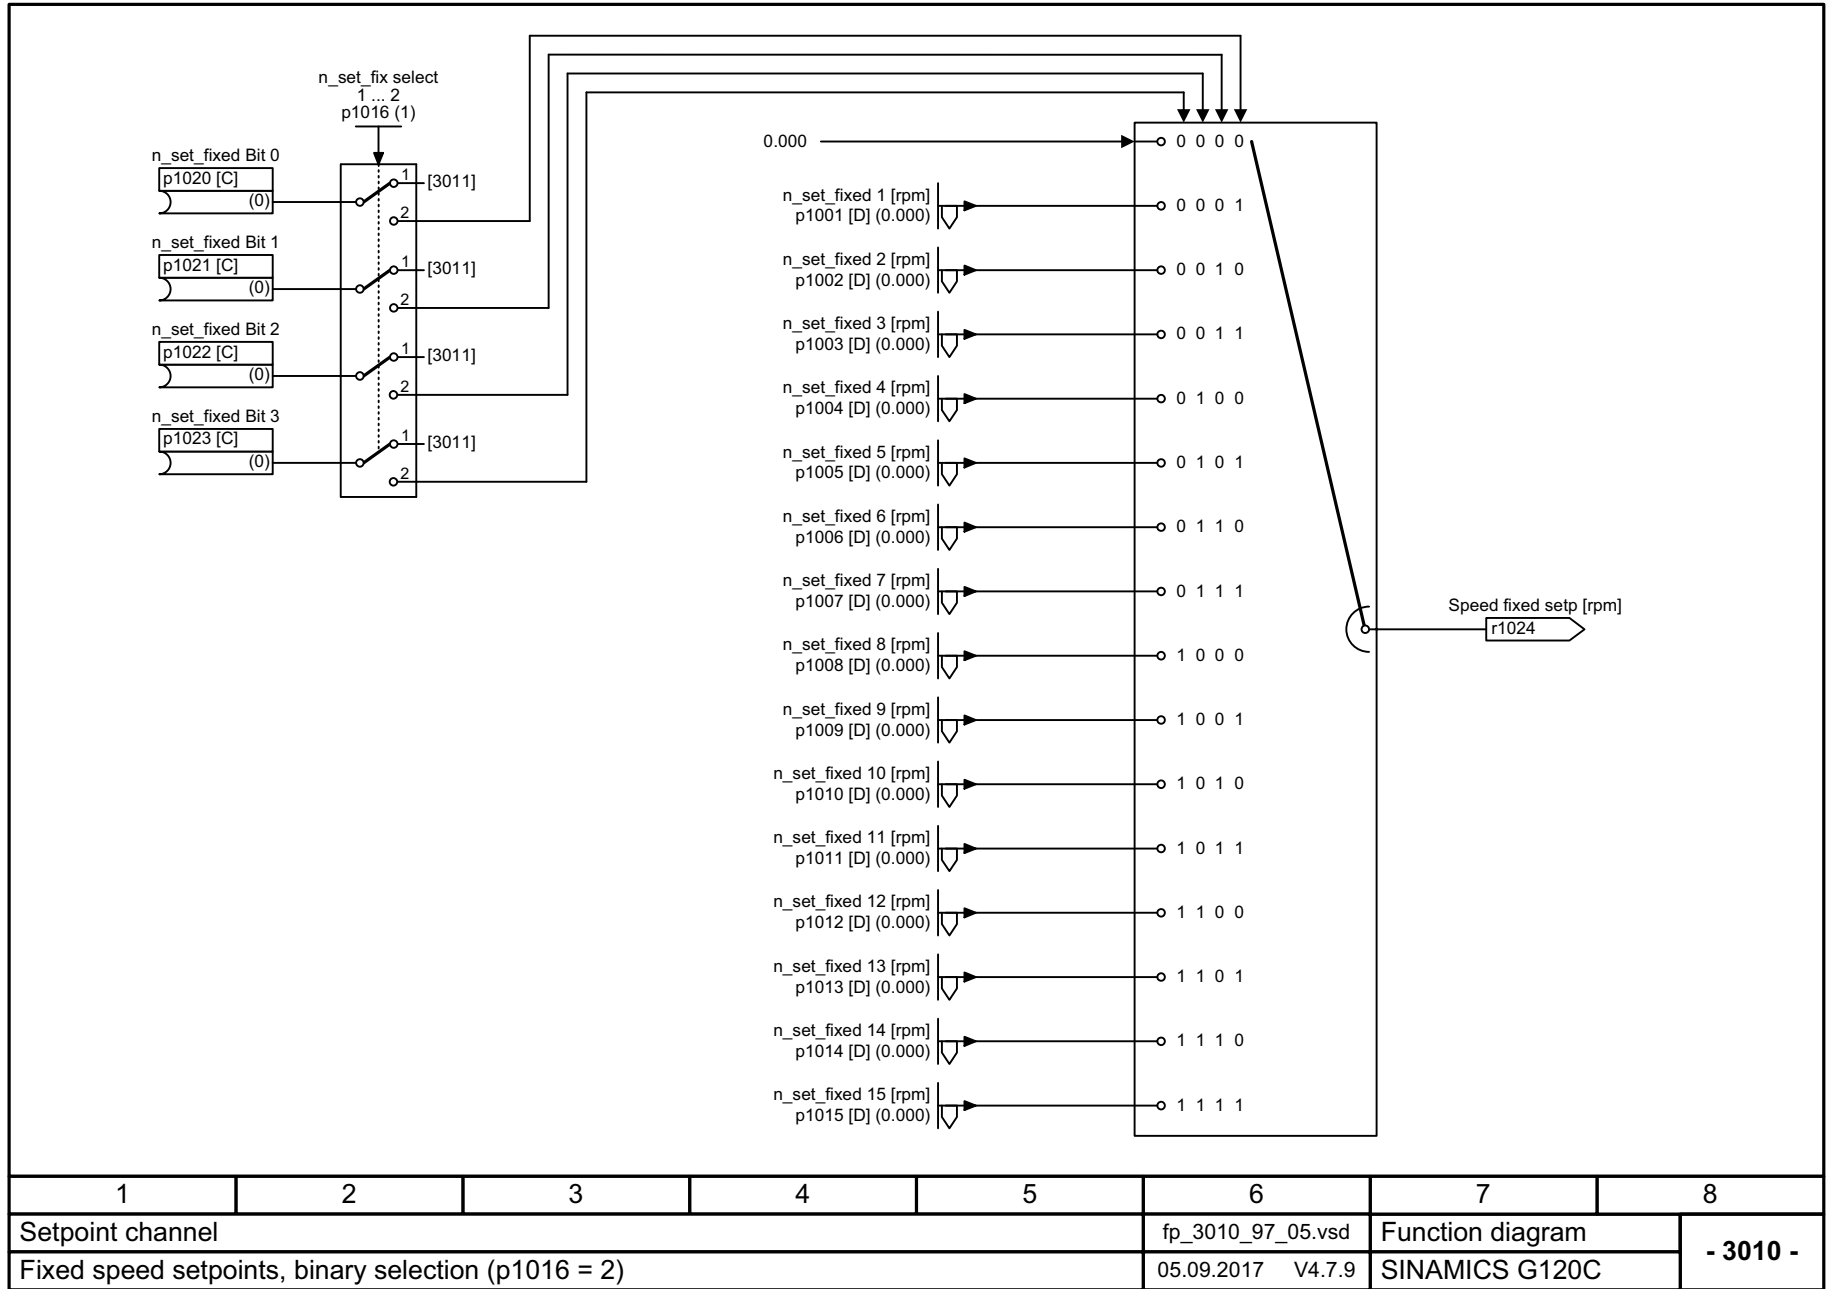 n_set_fix select
1 ... 2
p1016 (1)
n_set_fixed Bit 0
p1020 [C]
(0)
1
[3011]
2
n_set_fixed Bit 1
p1021 [C]
(0)
1
[3011]
2
n_set_fixed Bit 2
p1022 [C]
(0)
1
[3011]
2
n_set_fixed Bit 3
p1023 [C]
(0)
1
[3011]
2
0.000
0 0 0 0
n_set_fixed 1 [rpm]
p1001 [D] (0.000)
0 0 0 1
n_set_fixed 2 [rpm]
p1002 [D] (0.000)
0 0 1 0
n_set_fixed 3 [rpm]
p1003 [D] (0.000)
0 0 1 1
n_set_fixed 4 [rpm]
p1004 [D] (0.000)
0 1 0 0
n_set_fixed 5 [rpm]
p1005 [D] (0.000)
0 1 0 1
n_set_fixed 6 [rpm]
p1006 [D] (0.000)
0 1 1 0
n_set_fixed 7 [rpm]
p1007 [D] (0.000)
0 1 1 1
n_set_fixed 8 [rpm]
p1008 [D] (0.000)
1 0 0 0
n_set_fixed 9 [rpm]
p1009 [D] (0.000)
1 0 0 1
n_set_fixed 10 [rpm]
p1010 [D] (0.000)
1 0 1 0
n_set_fixed 11 [rpm]
p1011 [D] (0.000)
1 0 1 1
n_set_fixed 12 [rpm]
p1012 [D] (0.000)
1 1 0 0
n_set_fixed 13 [rpm]
p1013 [D] (0.000)
1 1 0 1
n_set_fixed 14 [rpm]
p1014 [D] (0.000)
1 1 1 0
n_set_fixed 15 [rpm]
p1015 [D] (0.000)
1 1 1 1
Speed fixed setp [rpm]
r1024
1 2 3 4 5 6 7 8
Setpoint channel
fp_3010_97_05.vsd
Function diagram
- 3010 -
Fixed speed setpoints, binary selection (p1016 = 2)
05.09.2017 V4.7.9
SINAMICS G120C